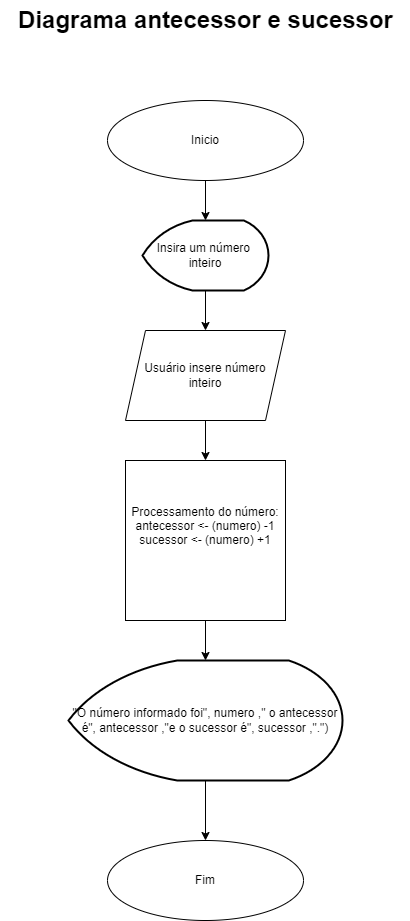 Diagrama antecessor e sucessor
Inicio
Insira um número
inteiro
Usuário insere número
inteiro
Processamento do número:
antecessor <- (numero) -1
sucessor <- (numero) +1
"O número informado foi", numero ," o antecessor
é", antecessor ,"e o sucessor é", sucessor ,".")
Fim